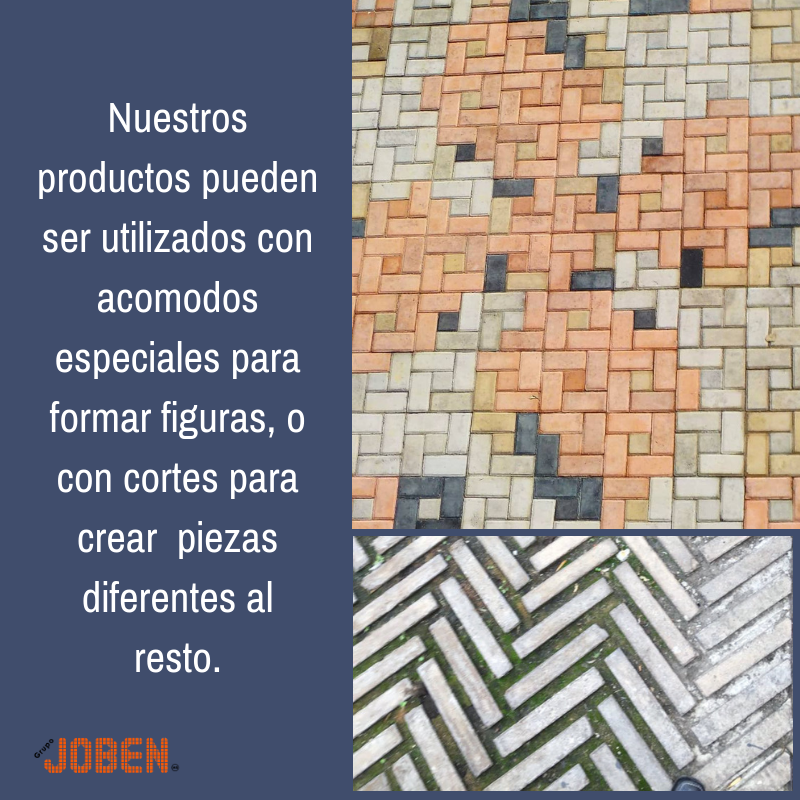 Nuestros
productos pueden
ser utilizados con
acomodos
especiales para
formar figuras, o
con cortes para
crear  piezas
diferentes al
resto.
Grupo
JOBEN